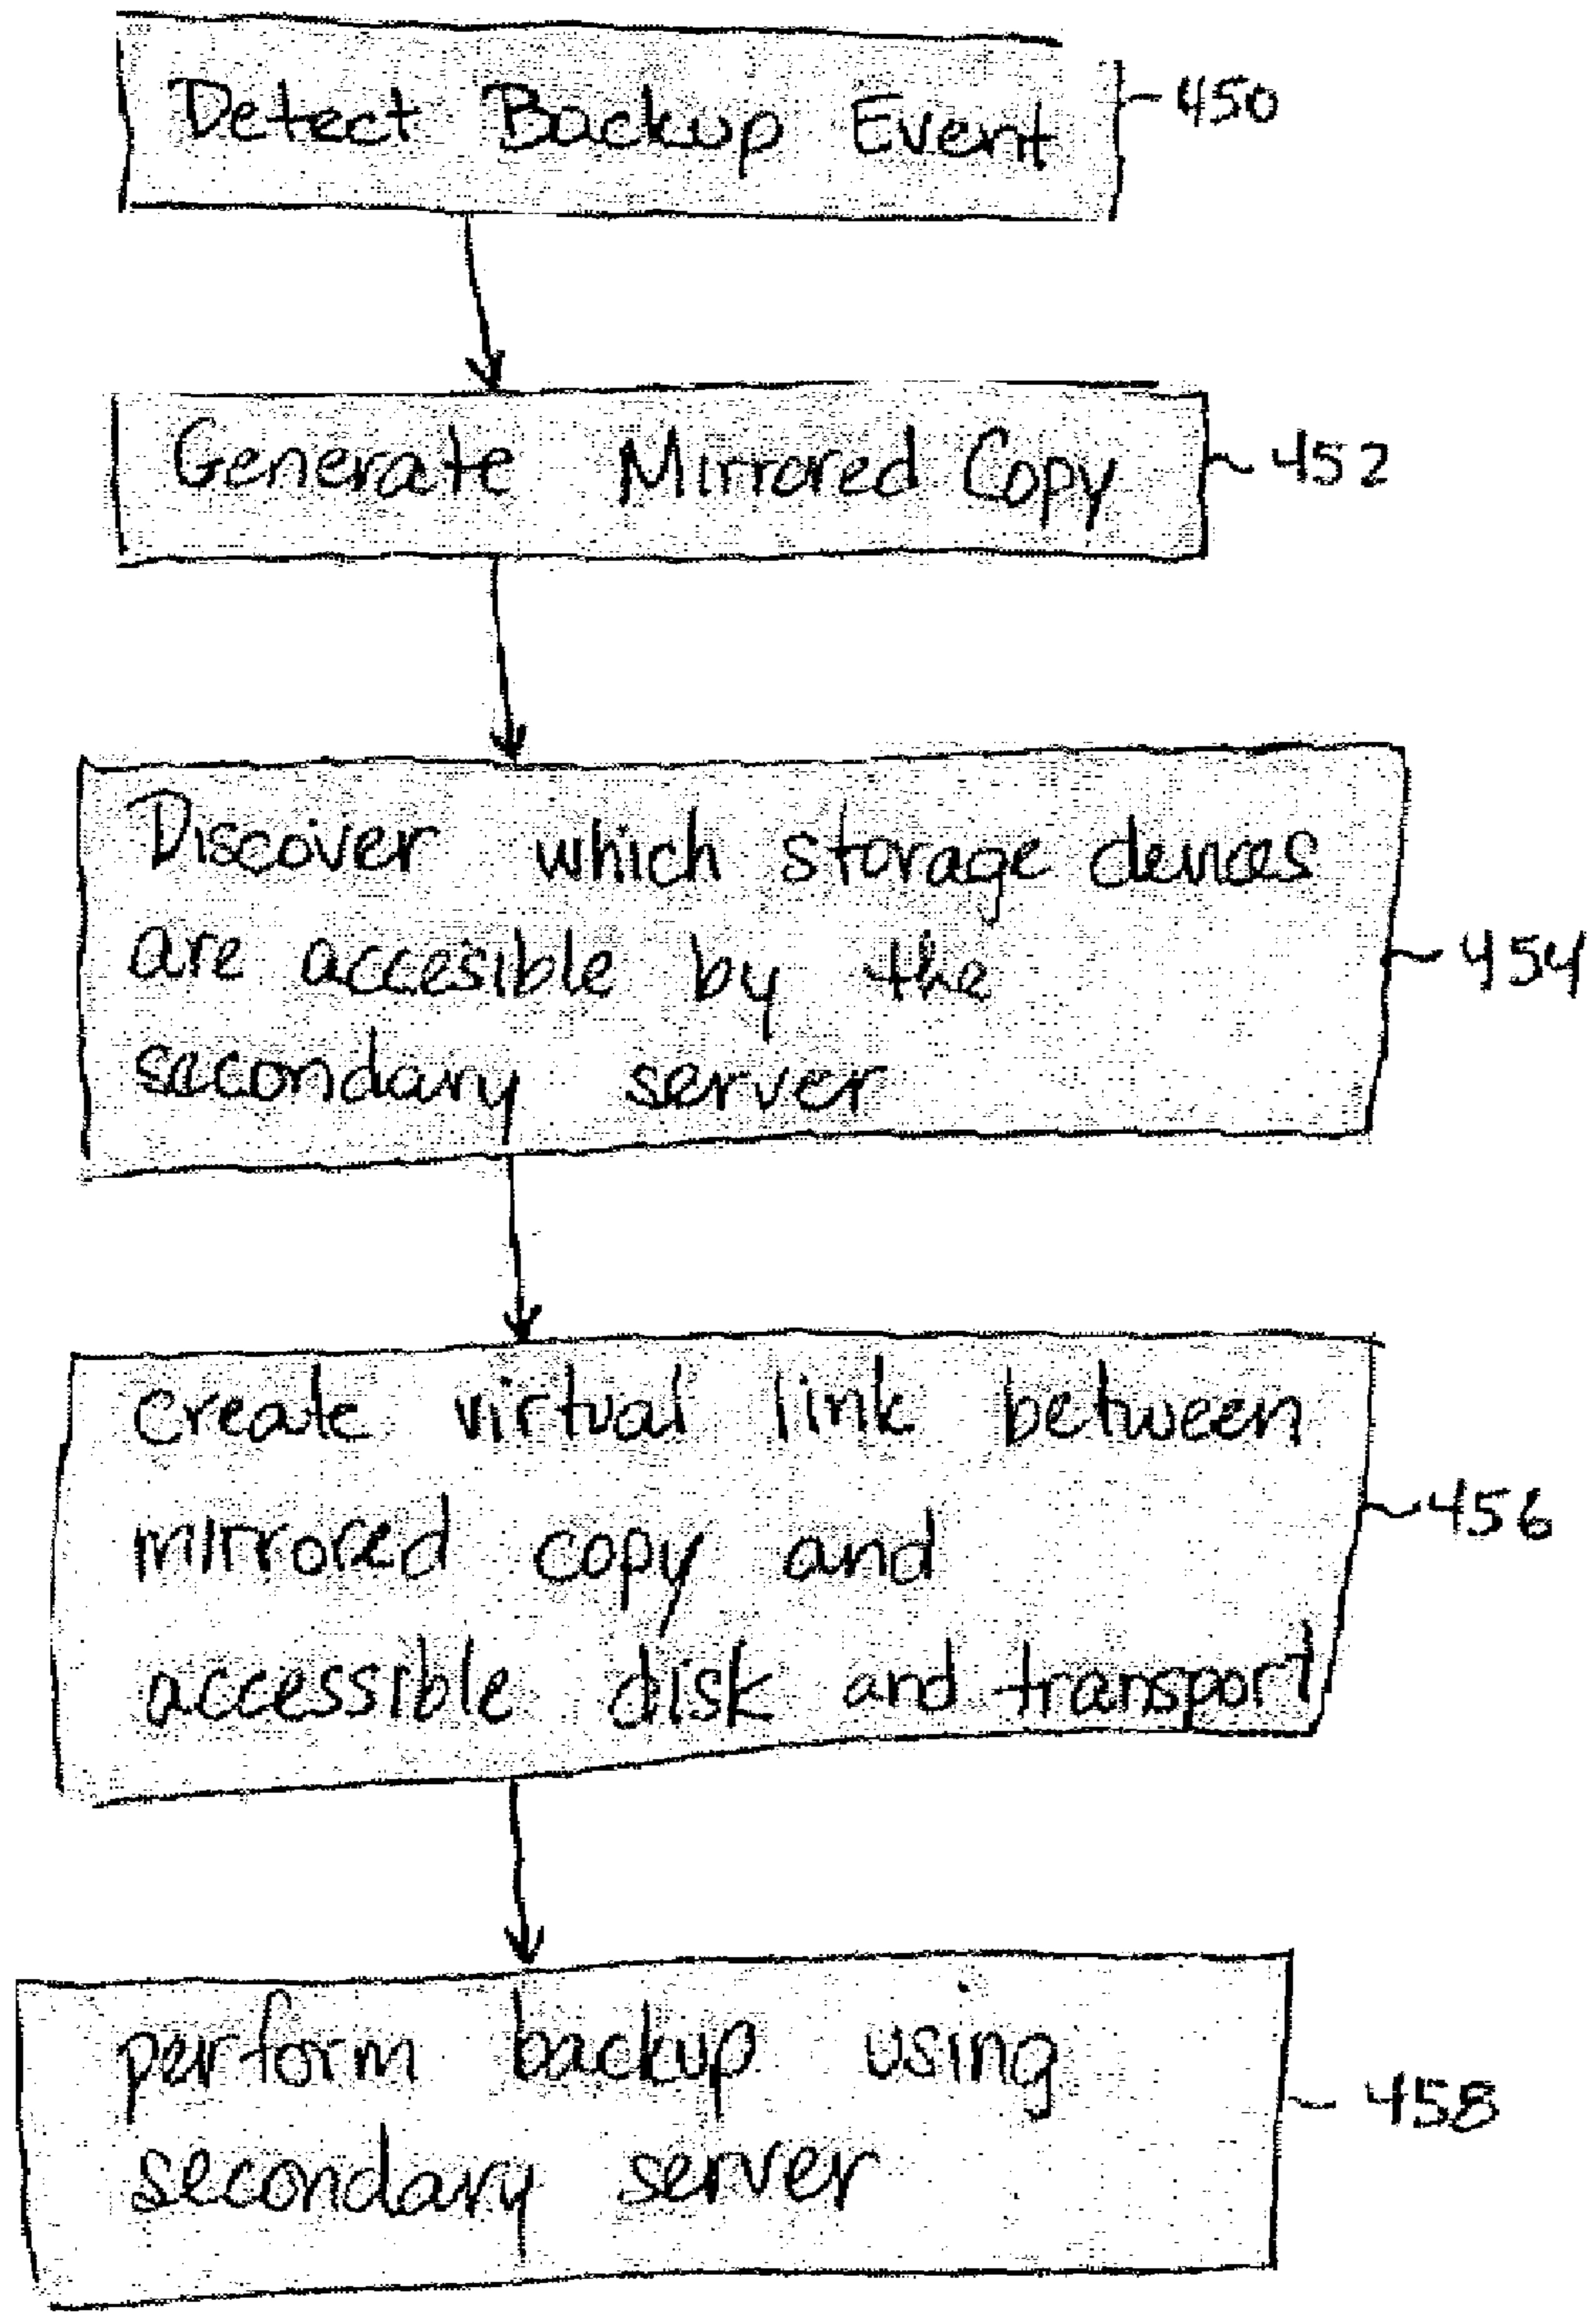 Detect Backup Event
450
Generate Mirrored Copy
452
Discover which storage devices
are accesible by the
secondary server
454
create virtual link between
mirrored copy and
accessible disk and transport
456
perform backup using
secondary server
458